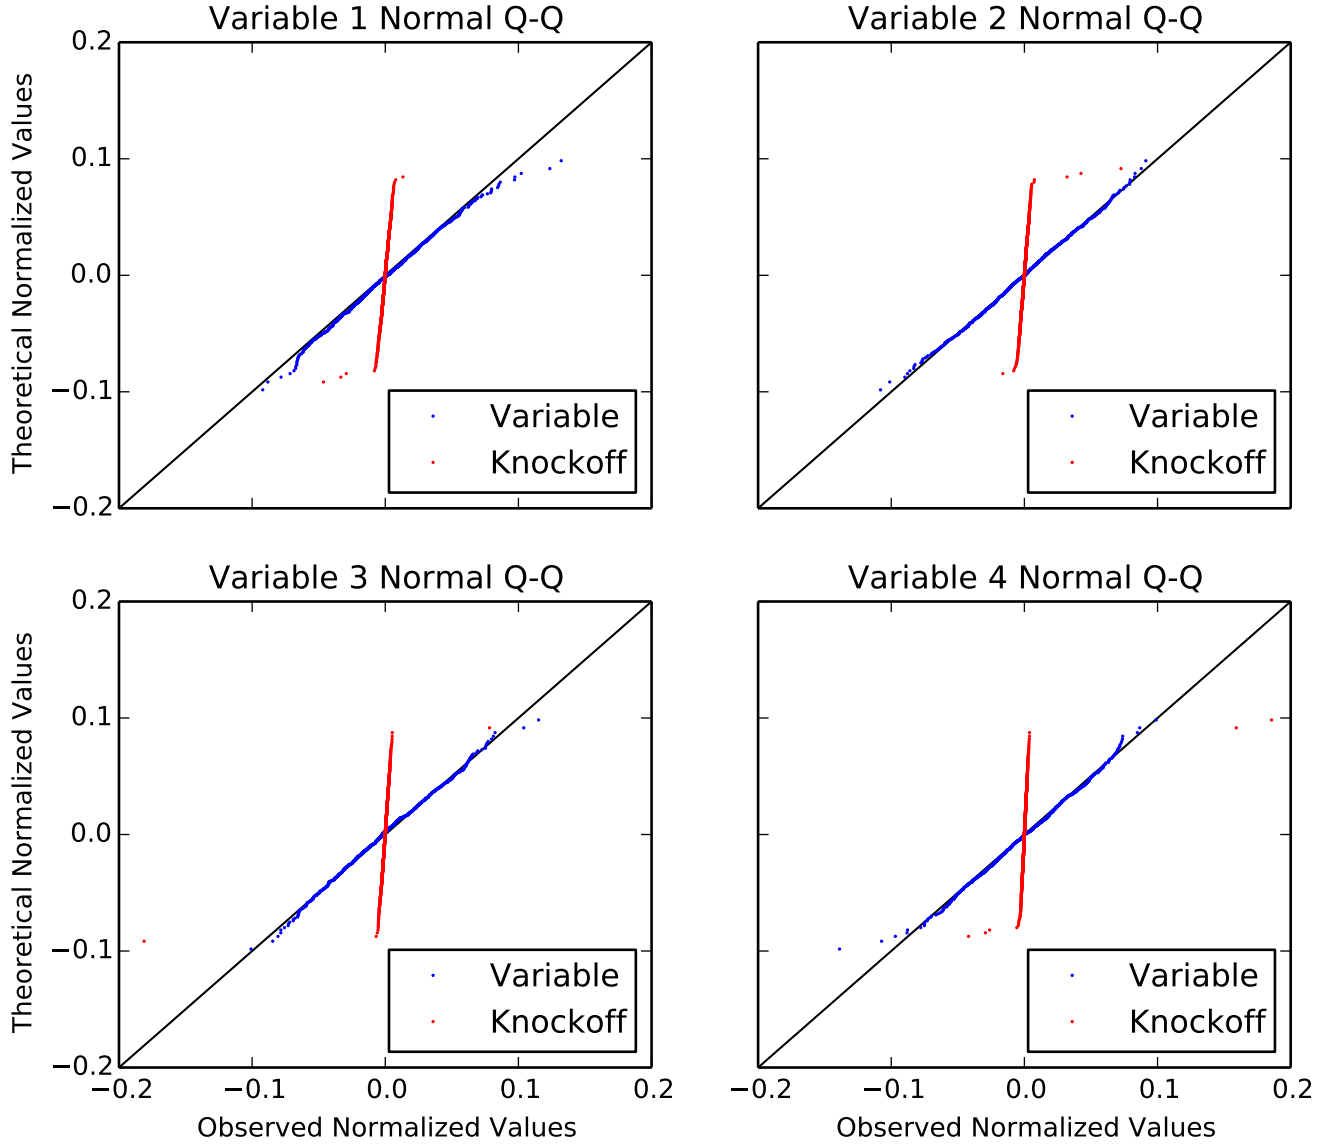 Variable 1 Normal Q-Q
Variable 2 Normal Q-Q
Theoretical Normalized Values
0.2
0.1
0.0
−0.1
−0.2
Variable
Knockoff
Variable
Knockoff
Variable 3 Normal Q-Q
Variable 4 Normal Q-Q
Theoretical Normalized Values
0.2
0.1
0.0
−0.1
−0.2
Variable
Knockoff
Variable
Knockoff
−0.2 −0.1 0.0 0.1 0.2
−0.2 −0.1 0.0 0.1 0.2
Observed Normalized Values
Observed Normalized Values